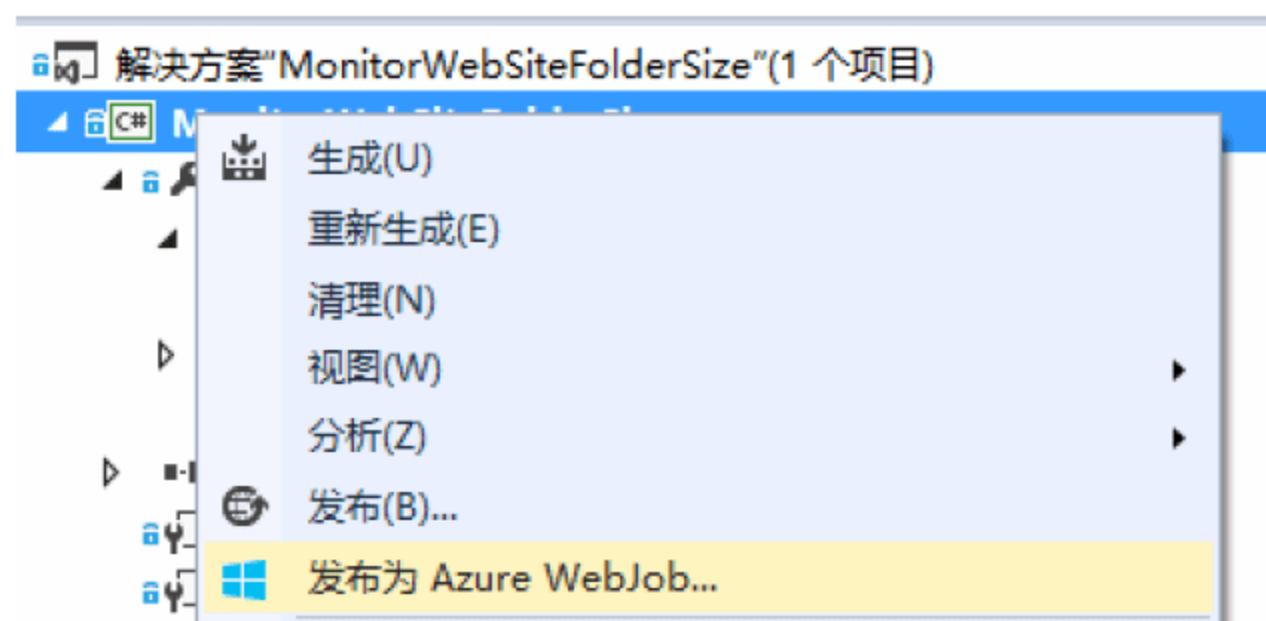 解决方案"MonitorWebSiteFolderSize"(1 个项目)
C#
生成(U)
重新生成(E)
清理(N)
视图(W)
分析(Z)
发布(B)...
发布为 Azure WebJob...